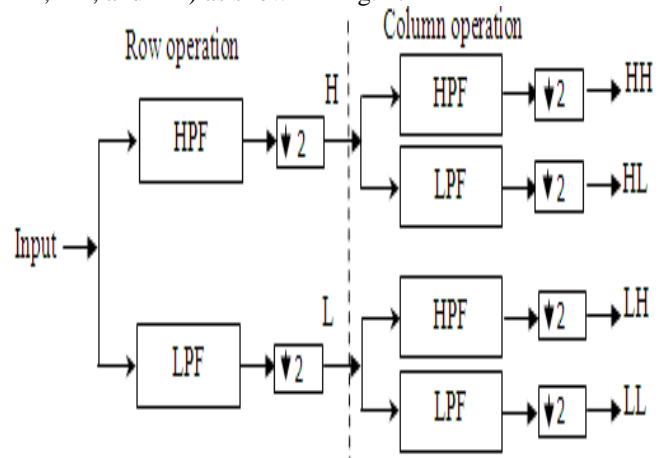 Column operation
Row operation
H
HPF
2
HH
HPF
2
LPF
2
HL
Input
L
HPF
2
LH
LPF
2
LPF
2
LL